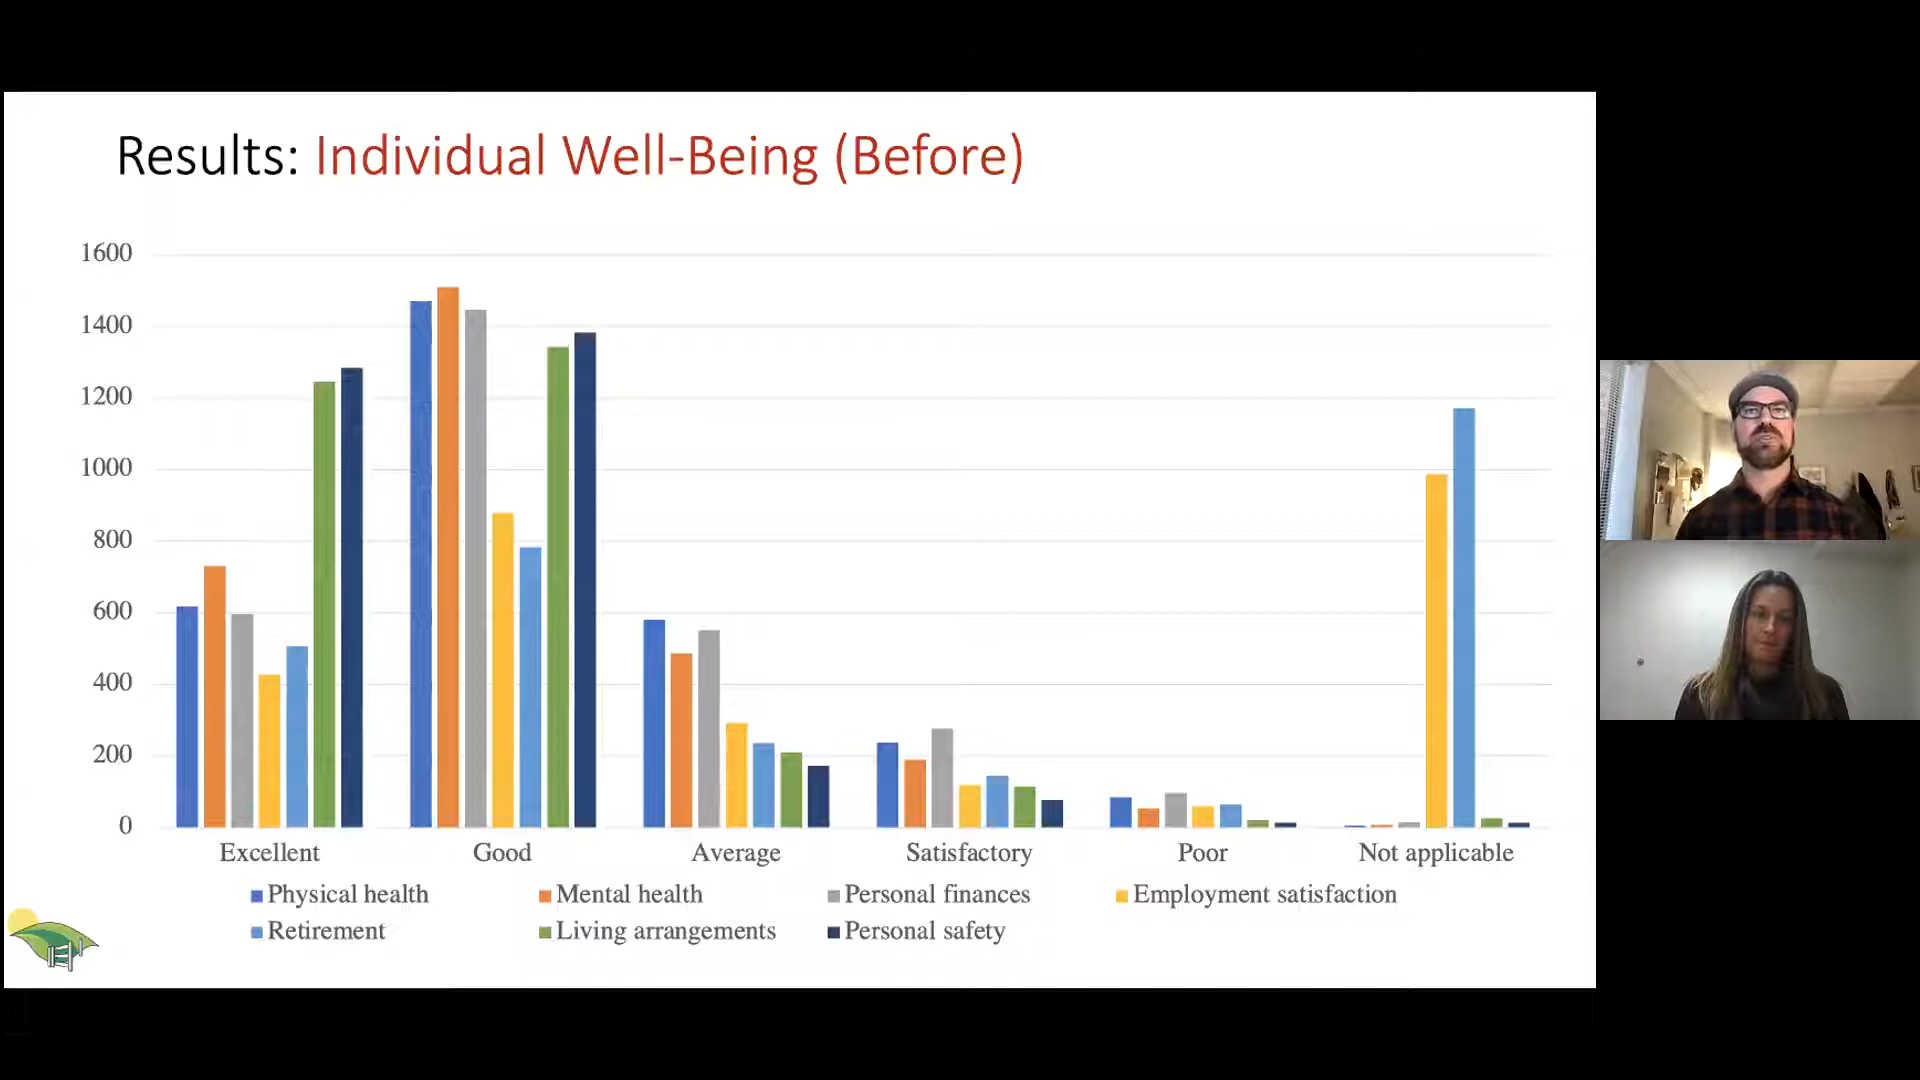 Results: Individual Well-Being (Before)
1600
1400
1200
1000
800
600
400
200
0
Excellent Good Average Satisfactory Poor Not applicable
Physical health Mental health Personal finances Employment satisfaction
Retirement Living arrangements Personal safety